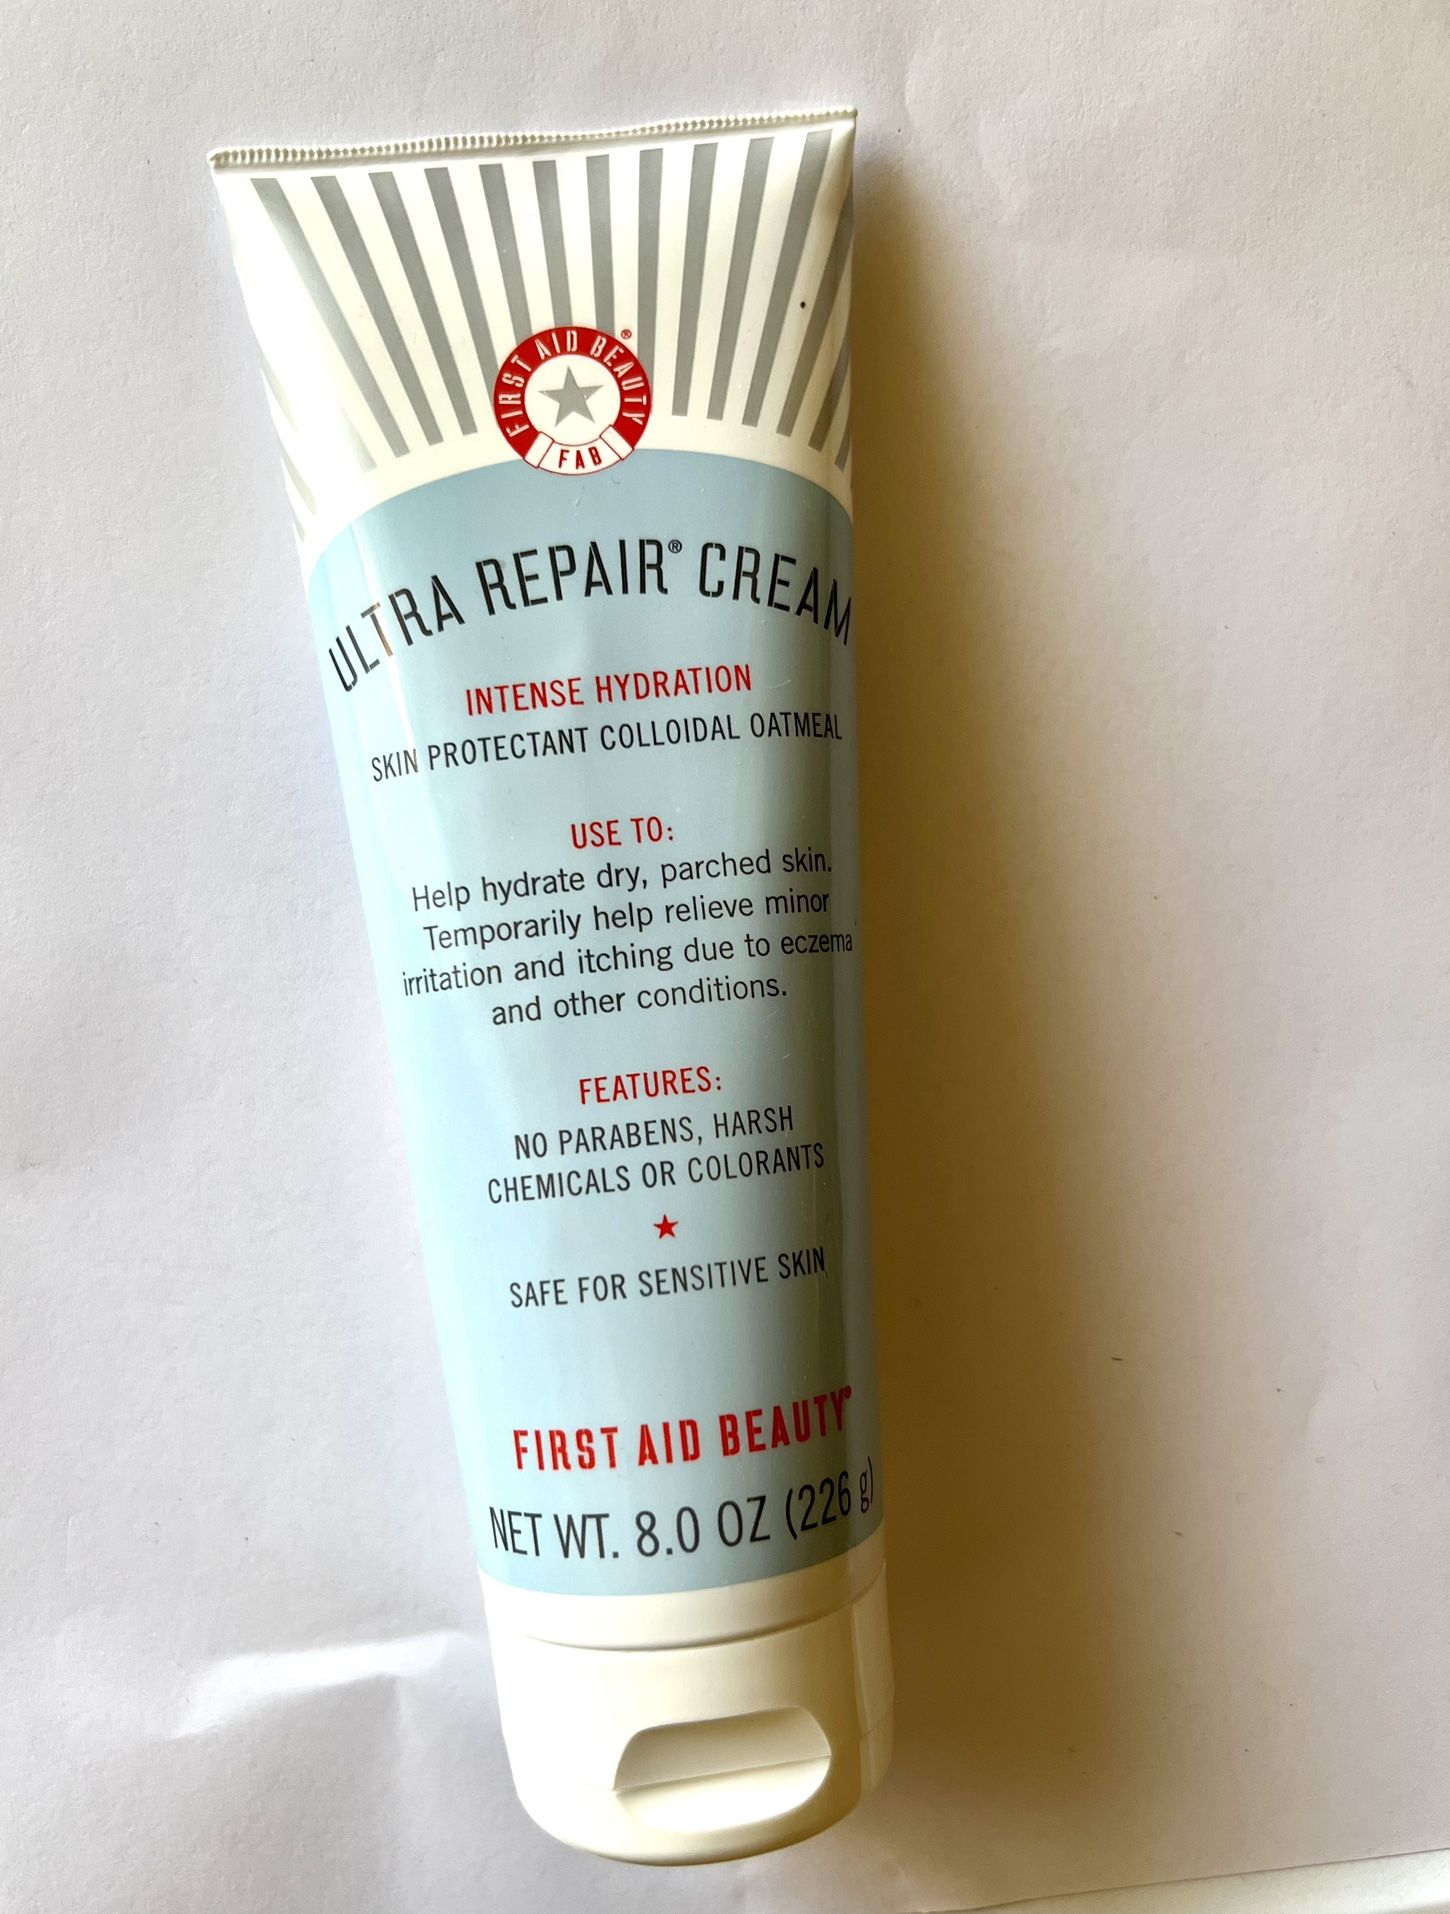 FIRST AID BEAUTY®
FAB
ULTRA REPAIR® CREAM
INTENSE HYDRATION
SKIN PROTECTANT COLLOIDAL OATMEAL
USE TO:
Help hydrate dry, parched skin.
Temporarily help relieve minor
irritation and itching due to eczema
and other conditions.
FEATURES:
NO PARABENS, HARSH
CHEMICALS OR COLORANTS
SAFE FOR SENSITIVE SKIN
FIRST AID BEAUTY®
NET WT. 8.0 OZ (226 g)